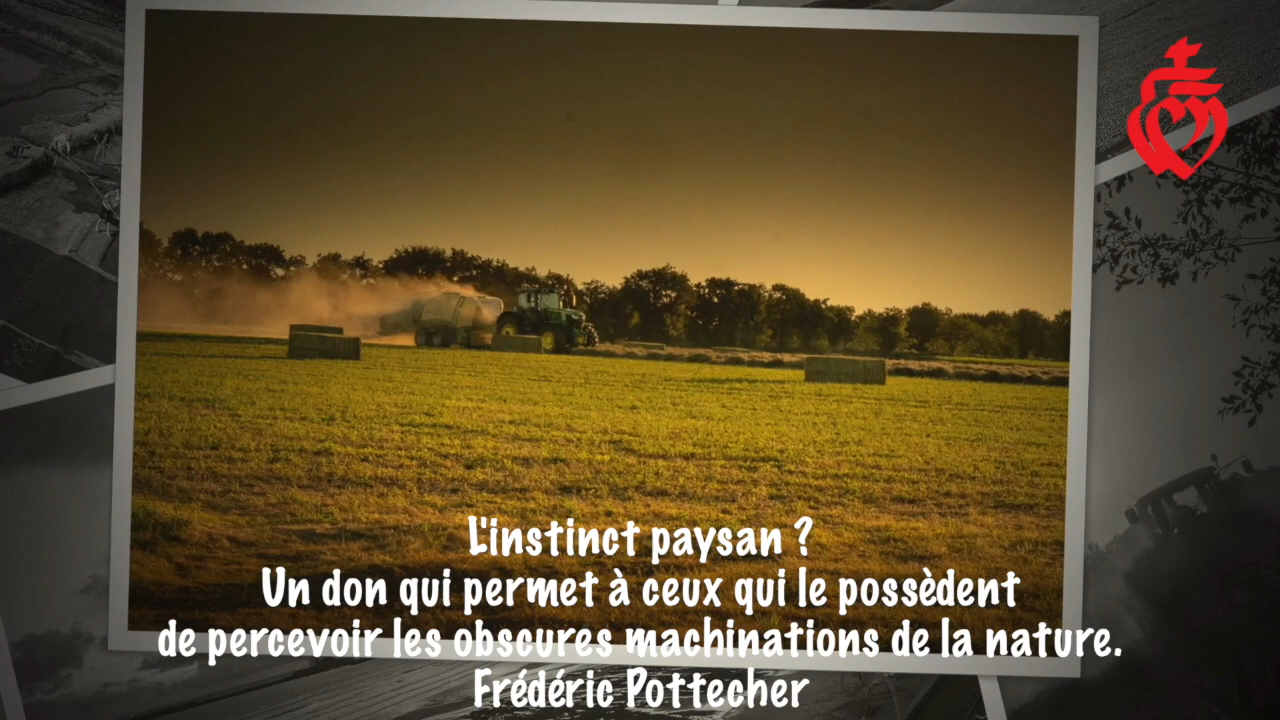 L'instinct paysan ?
Un don qui permet à ceux qui le possèdent
de percevoir les obscures machinations de la nature.
Frédéric Pottecher